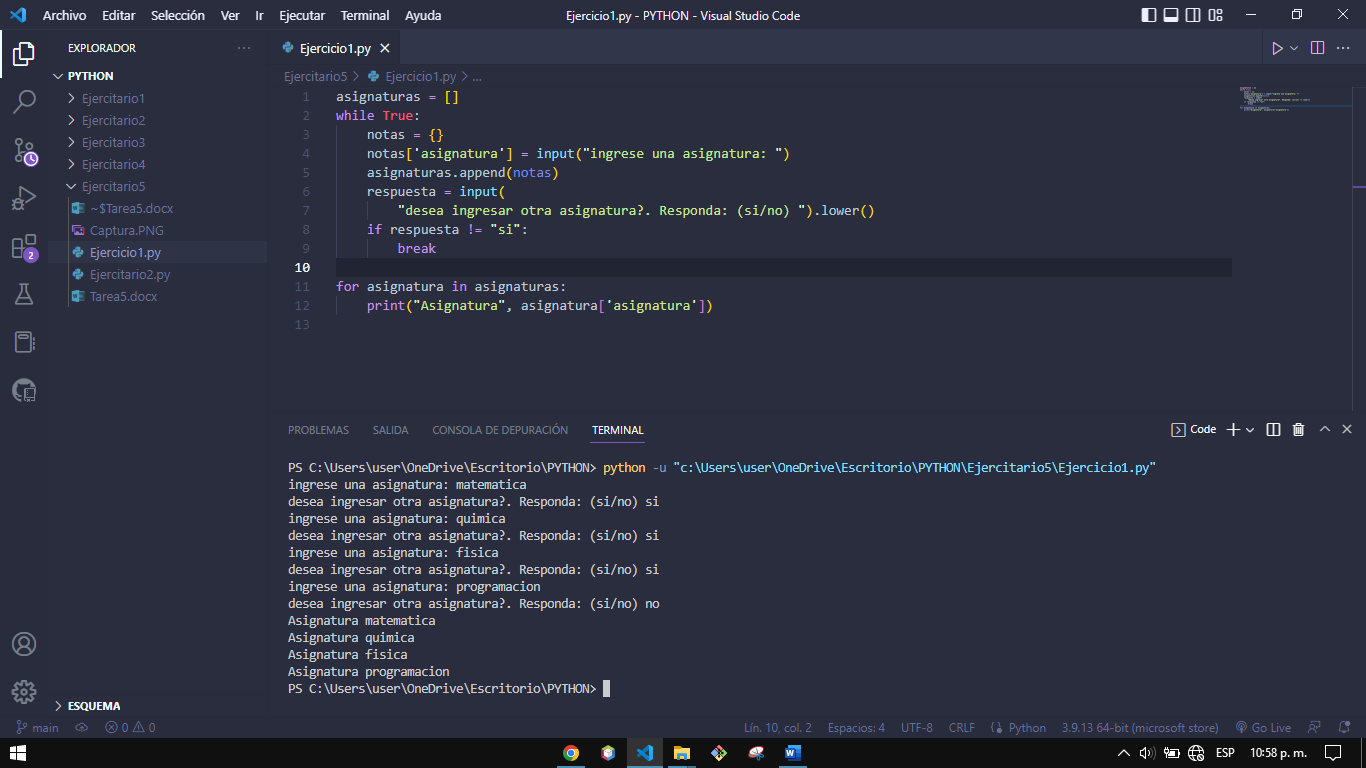 Archivo Editar Selección Ver Ir Ejecutar Terminal Ayuda
Ejercicio1.py - PYTHON - Visual Studio Code
EXPLORADOR
PYTHON
Ejercitario1
Ejercitario2
Ejercitario3
Ejercitario4
Ejercitario5
~$Tarea5.docx
Captura.PNG
Ejercicio1.py
Ejercitario2.py
Tarea5.docx
ESQUEMA
2
Ejercicio1.py
Ejercitario5 > Ejercicio1.py > ...
1 asignaturas = []
2 while True:
3     notas = {}
4     notas['asignatura'] = input("ingrese una asignatura: ")
5     asignaturas.append(notas)
6     respuesta = input(
7         "desea ingresar otra asignatura?. Responda: (si/no) ").lower()
8     if respuesta != "si":
9         break
10
11 for asignatura in asignaturas:
12     print("Asignatura", asignatura['asignatura'])
13
PROBLEMAS SALIDA CONSOLA DE DEPURACIÓN TERMINAL
Code
PS C:\Users\user\OneDrive\Escritorio\PYTHON> python -u "c:\Users\user\OneDrive\Escritorio\PYTHON\Ejercitario5\Ejercicio1.py"
ingrese una asignatura: matematica
desea ingresar otra asignatura?. Responda: (si/no) si
ingrese una asignatura: quimica
desea ingresar otra asignatura?. Responda: (si/no) si
ingrese una asignatura: fisica
desea ingresar otra asignatura?. Responda: (si/no) si
ingrese una asignatura: programacion
desea ingresar otra asignatura?. Responda: (si/no) no
Asignatura matematica
Asignatura quimica
Asignatura fisica
Asignatura programacion
PS C:\Users\user\OneDrive\Escritorio\PYTHON>
main 0 0 Lín. 10, col. 2 Espacios: 4 UTF-8 CRLF Python 3.9.13 64-bit (microsoft store) Go Live
ESP 10:58 p. m.